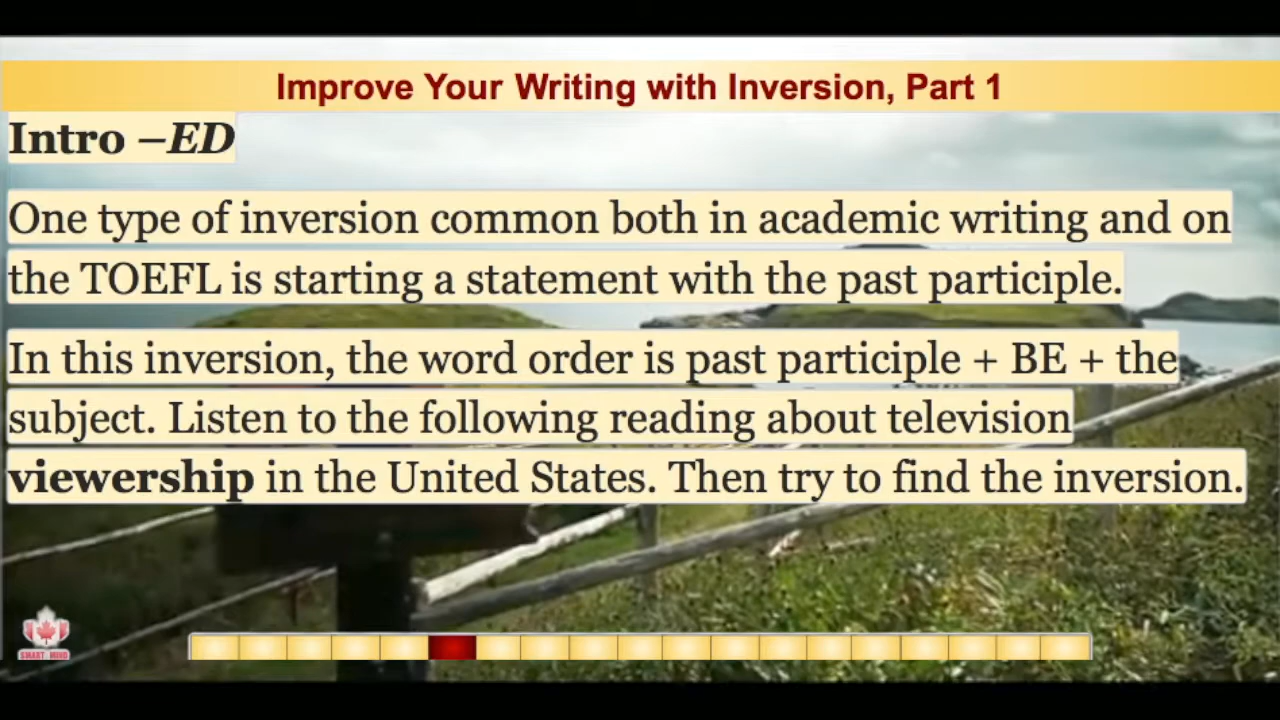 Improve Your Writing with Inversion, Part 1
Intro –ED
One type of inversion common both in academic writing and on
the TOEFL is starting a statement with the past participle.
In this inversion, the word order is past participle + BE + the
subject. Listen to the following reading about television
viewership in the United States. Then try to find the inversion.
SMART MIND